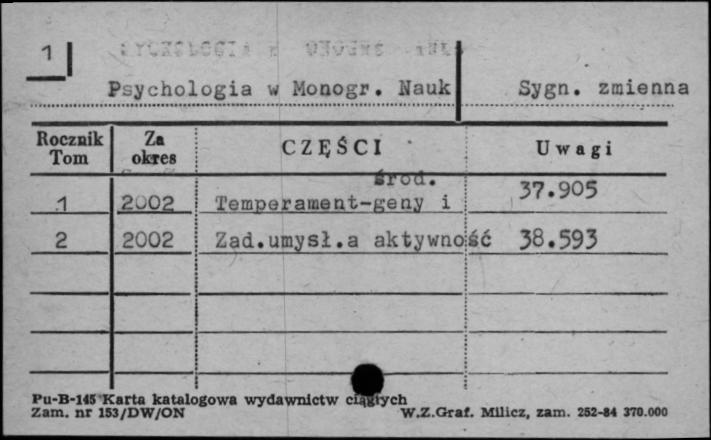 1
Psychologia w Monogr. Nauk Sygn. zmienna
Rocznik Tom Za okres CZĘŚCI Uwagi
środ.
1 2002 Temperament-geny i 37.905
2 2002 Zad.umysł.a aktywność 38.593
Pu-B-145 Karta katalogowa wydawnictw ciągłych
Zam. nr 153/DW/ON W.Z.Graf. Milicz, zam. 252-84 370.000